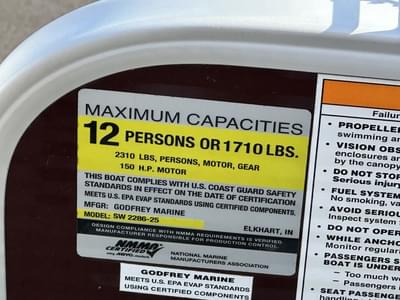 MAXIMUM CAPACITIES
12 PERSONS OR 1710 LBS.
2310 LBS, PERSONS, MOTOR, GEAR
150 H.P. MOTOR
THIS BOAT COMPLIES WITH U.S. COAST GUARD SAFETY
STANDARDS IN EFFECT ON THE DATE OF CERTIFICATION
MEETS U.S. EPA EVAP STANDARDS USING CERTIFIED COMPONENTS.
MFGR: GODFREY MARINE
MODEL: SW 2286-25
ELKHART, IN
DESIGN COMPLIANCE WITH NMMA REQUIREMENTS IS VERIFIED
MANUFACTURER RESPONSIBLE FOR PRODUCTION CONTROL.
NMMA
CERTIFIED
NATIONAL MARINE
MANUFACTURERS ASSOCIATION
GODFREY MARINE
MEETS U.S. EPA EVAP STANDARDS
USING CERTIFIED COMPONENTS
Failur
• PROPELLE
swimming a
• VISION OBS
enclosures a
by the canopy
• DO NOT STO
Serious injury
• FUEL SYSTEM
No smoking, w
• AVOID SERIO
Inspect system
• DO NOT OPER
• WHILE ANCHO
Monitor regular
• PASSENGERS S
BOAT IS UNDER
– Too much w
– Passengers
• SEAT PASSENG